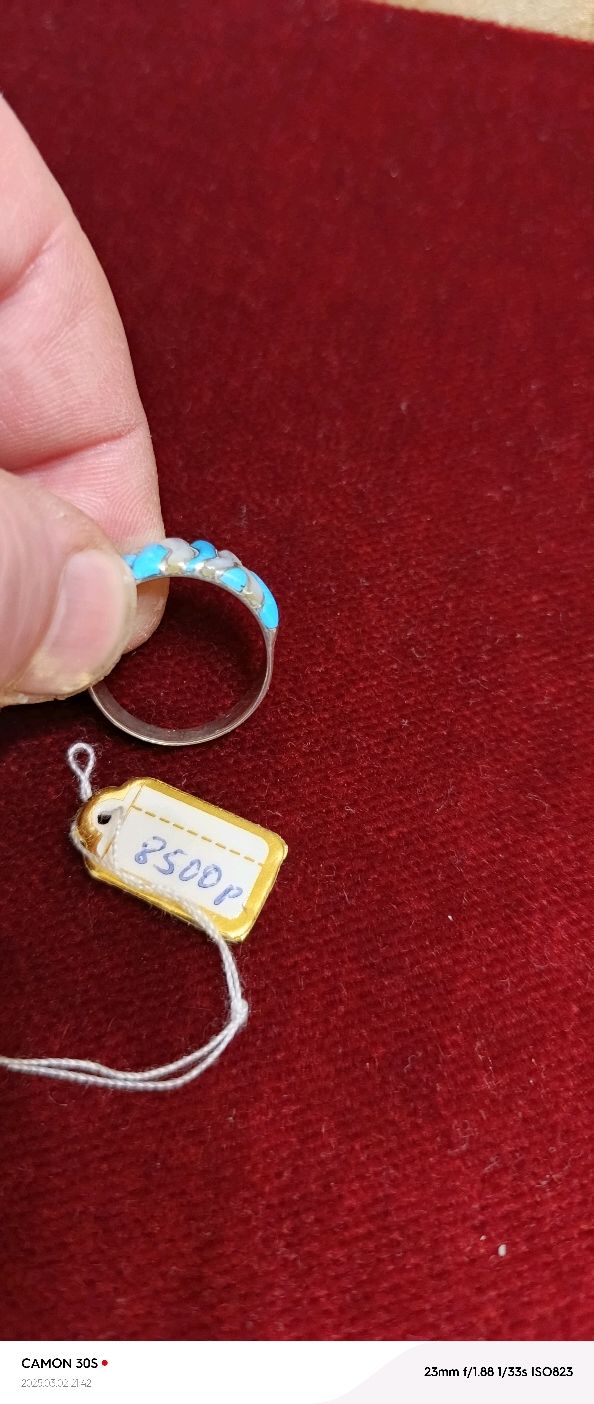 8500р
CAMON 30S
2025.03.02 21:42
23mm f/1.88 1/33s ISO823